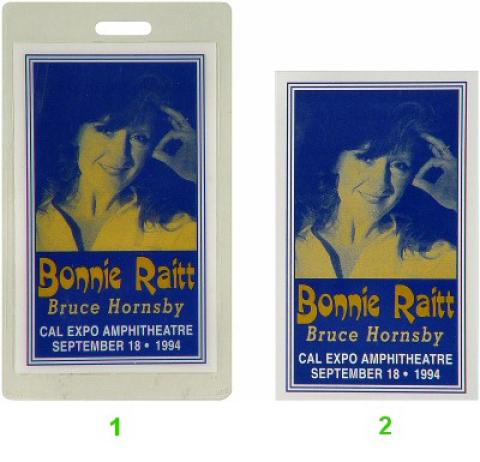 Bonnie Raitt
Bruce Hornsby
CAL EXPO AMPHITHEATRE
SEPTEMBER 18 • 1994
1
Bonnie Raitt
Bruce Hornsby
CAL EXPO AMPHITHEATRE
SEPTEMBER 18 • 1994
2